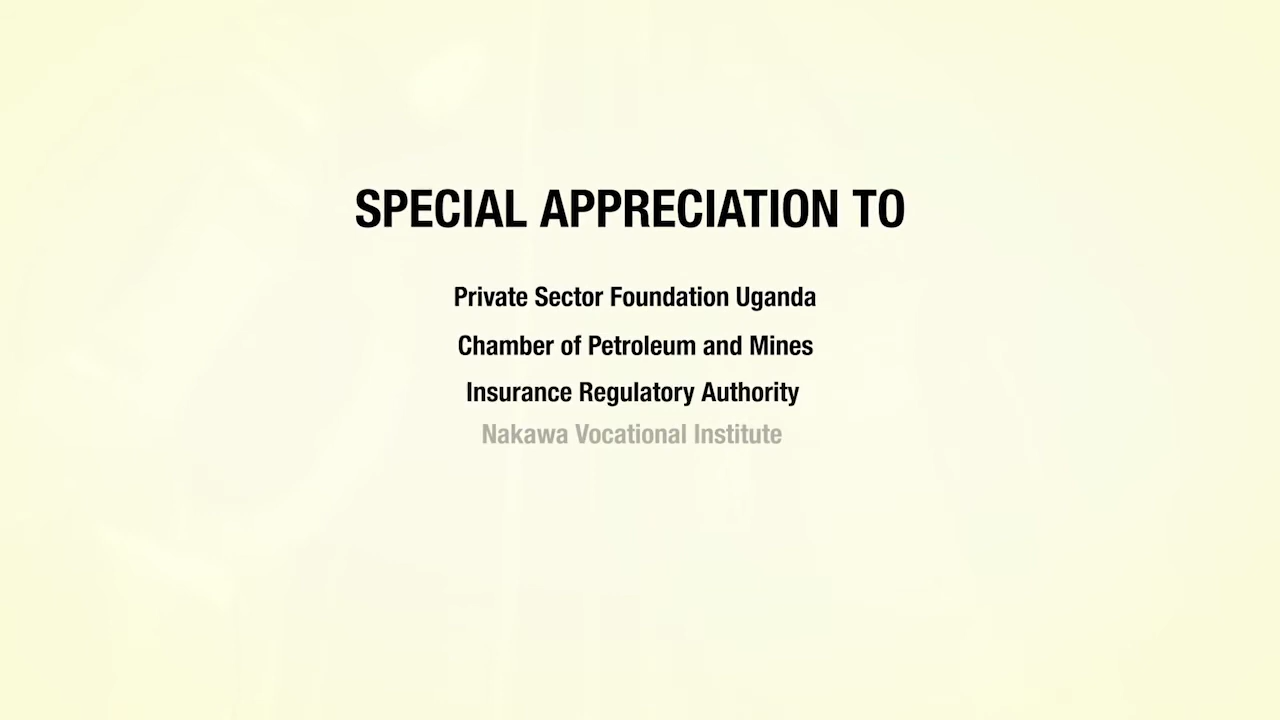 SPECIAL APPRECIATION TO
Private Sector Foundation Uganda
Chamber of Petroleum and Mines
Insurance Regulatory Authority
Nakawa Vocational Institute